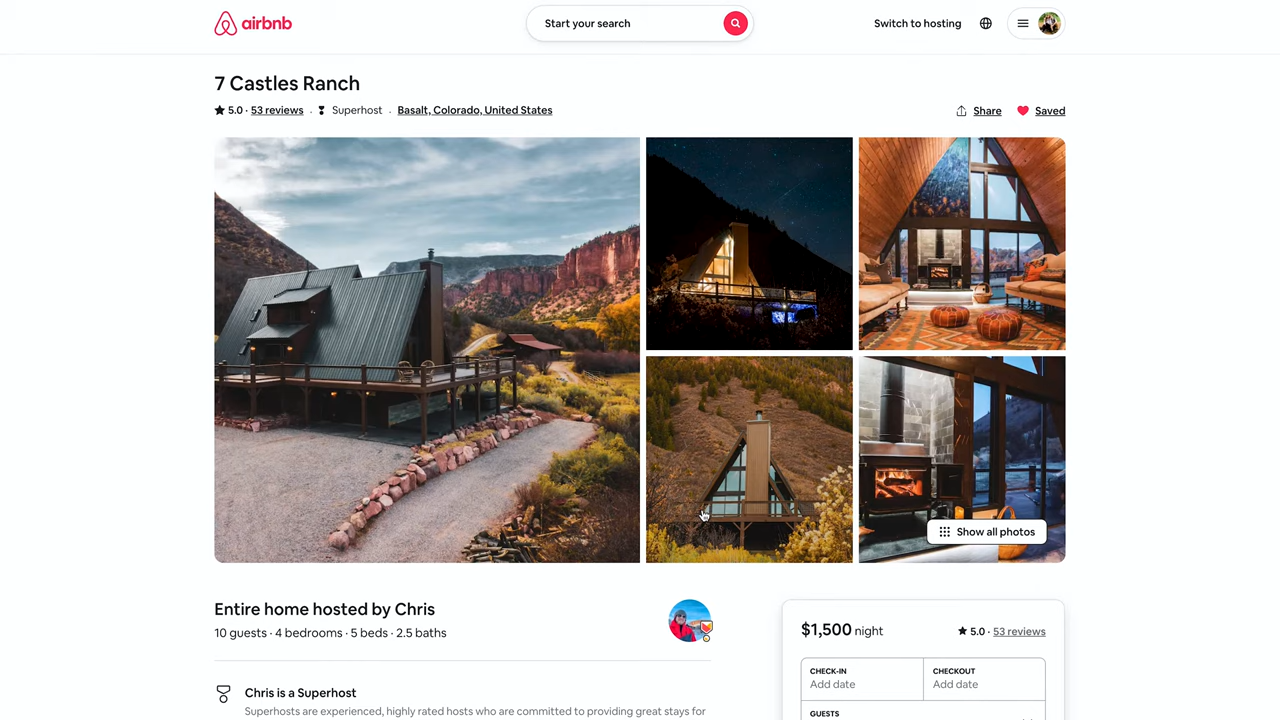 airbnb
Start your search
Switch to hosting
7 Castles Ranch
5.0 · 53 reviews · Superhost · Basalt, Colorado, United States
Share
Saved
Show all photos
Entire home hosted by Chris
10 guests · 4 bedrooms · 5 beds · 2.5 baths
$1,500 night
5.0 · 53 reviews
CHECK-IN
Add date
CHECKOUT
Add date
GUESTS
Chris is a Superhost
Superhosts are experienced, highly rated hosts who are committed to providing great stays for